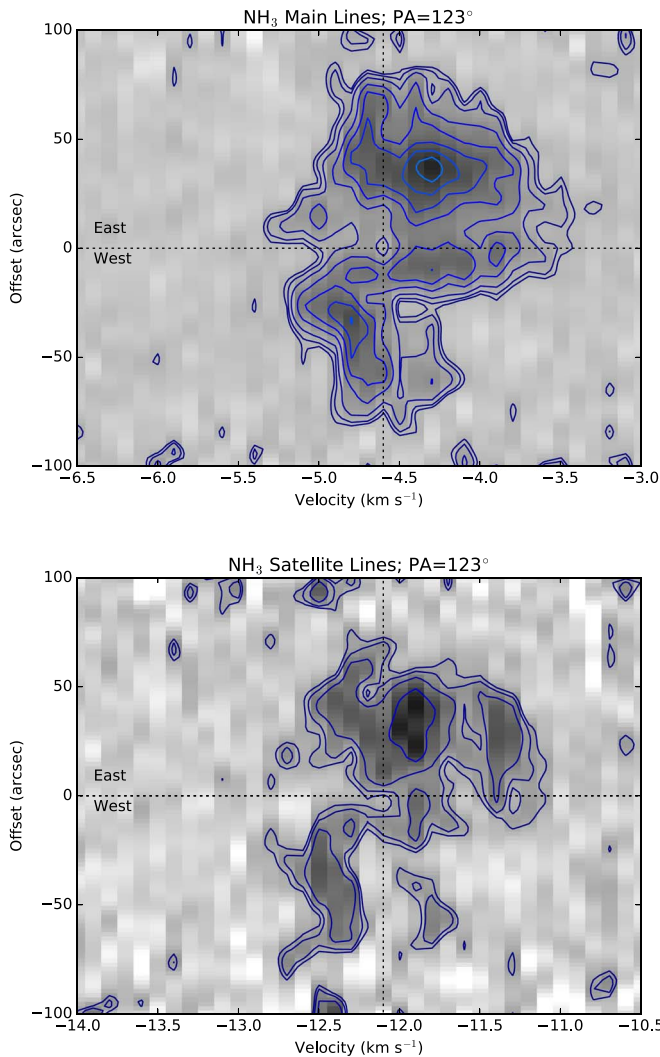 NH₃ Main Lines; PA=123°
100
50
0
−50
−100
Offset (arcsec)
East
West
−6.5 −6.0 −5.5 −5.0 −4.5 −4.0 −3.5 −3.0
Velocity (km s⁻¹)
NH₃ Satellite Lines; PA=123°
100
50
0
−50
−100
Offset (arcsec)
East
West
−14.0 −13.5 −13.0 −12.5 −12.0 −11.5 −11.0 −10.5
Velocity (km s⁻¹)